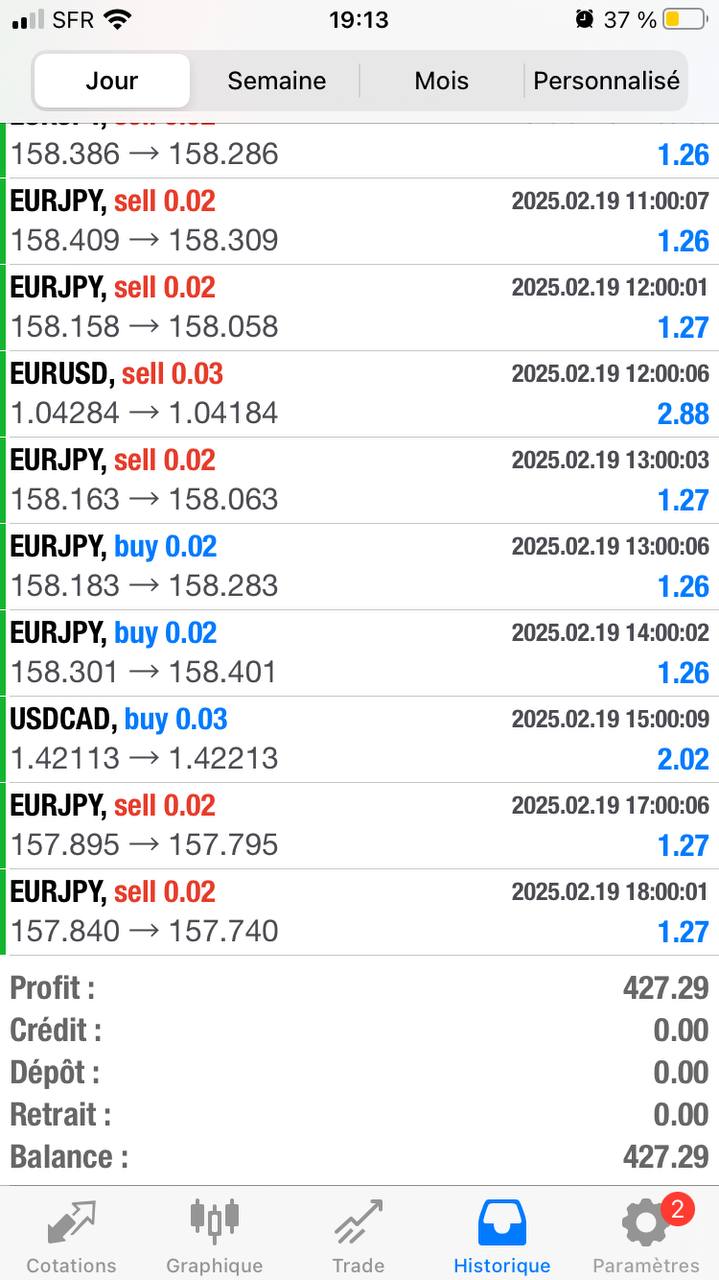 SFR 19:13 37 %
Jour Semaine Mois Personnalisé
158.386 → 158.286 1.26
EURJPY, sell 0.02 2025.02.19 11:00:07
158.409 → 158.309 1.26
EURJPY, sell 0.02 2025.02.19 12:00:01
158.158 → 158.058 1.27
EURUSD, sell 0.03 2025.02.19 12:00:06
1.04284 → 1.04184 2.88
EURJPY, sell 0.02 2025.02.19 13:00:03
158.163 → 158.063 1.27
EURJPY, buy 0.02 2025.02.19 13:00:06
158.183 → 158.283 1.26
EURJPY, buy 0.02 2025.02.19 14:00:02
158.301 → 158.401 1.26
USDCAD, buy 0.03 2025.02.19 15:00:09
1.42113 → 1.42213 2.02
EURJPY, sell 0.02 2025.02.19 17:00:06
157.895 → 157.795 1.27
EURJPY, sell 0.02 2025.02.19 18:00:01
157.840 → 157.740 1.27
Profit : 427.29
Crédit : 0.00
Dépôt : 0.00
Retrait : 0.00
Balance : 427.29
2
Cotations Graphique Trade Historique Paramètres